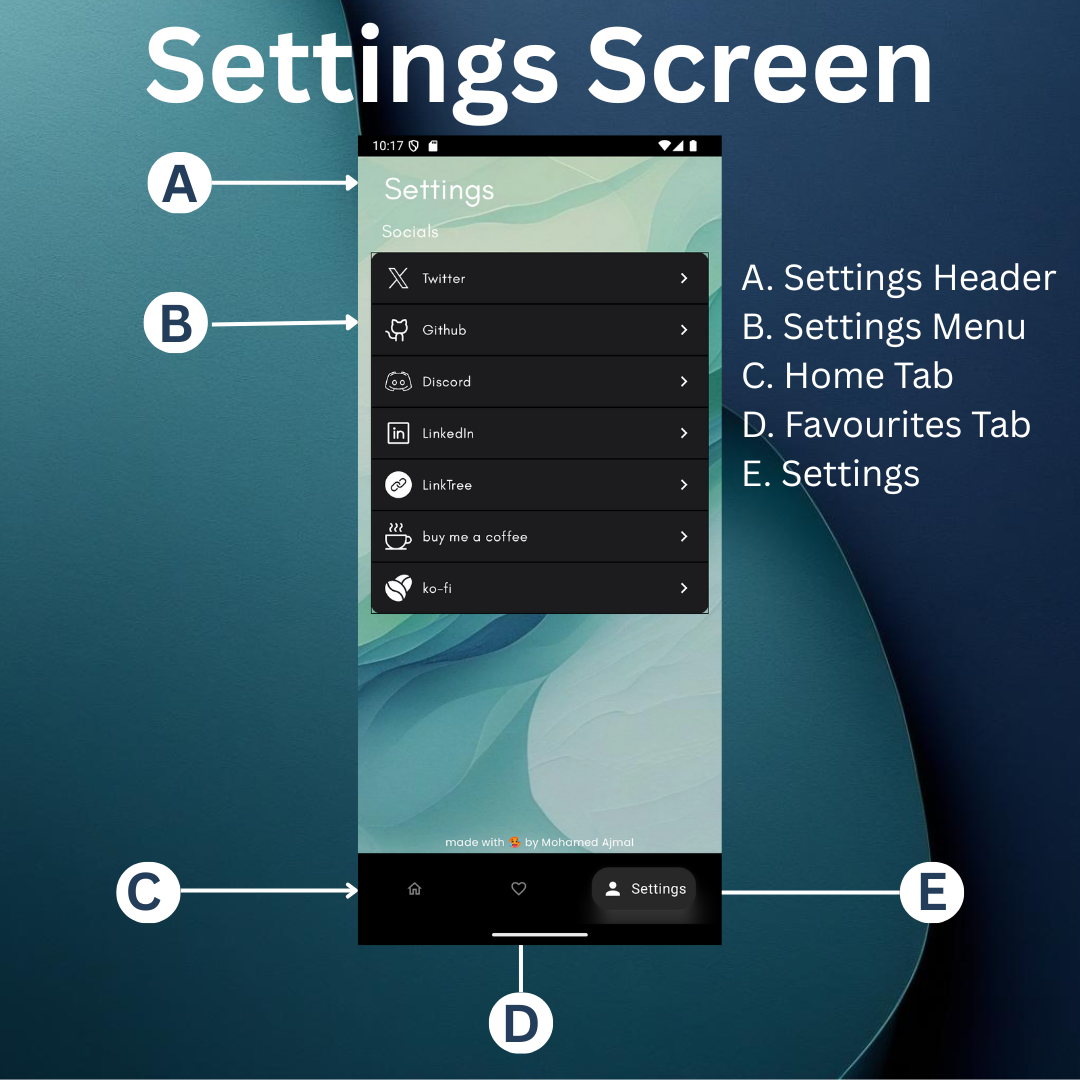 Settings Screen
10:17
A
Settings
Socials
Twitter
B
Github
Discord
LinkedIn
LinkTree
buy me a coffee
ko-fi
A. Settings Header
B. Settings Menu
C. Home Tab
D. Favourites Tab
E. Settings
made with 🥵 by Mohamed Ajmal
C
Settings
E
D